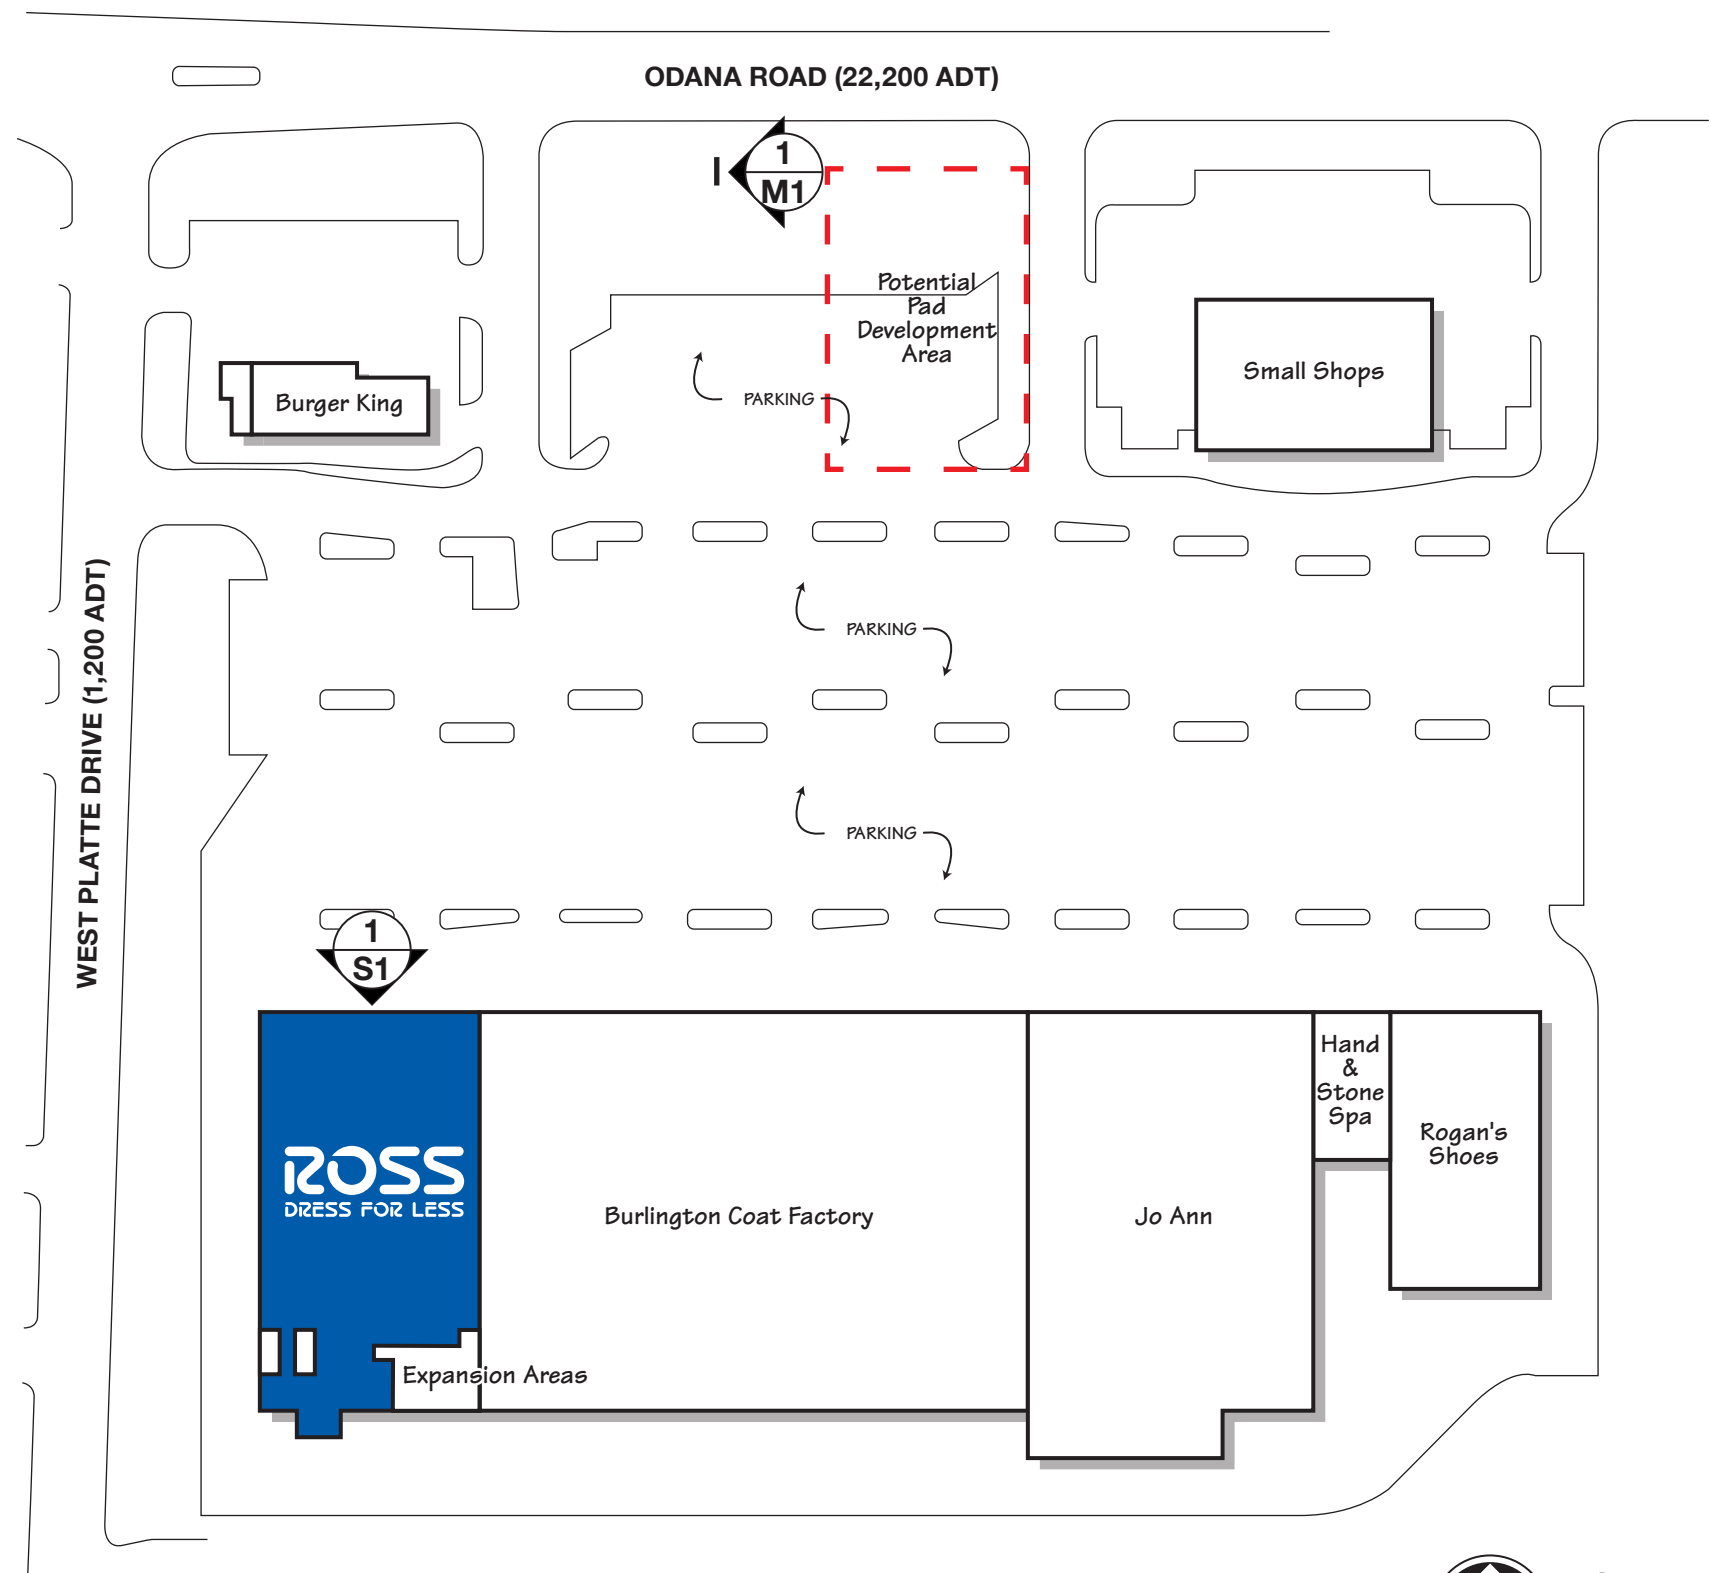 ODANA ROAD (22,200 ADT)
1
M1
Potential
Pad
Development
Area
Small Shops
Burger King
PARKING
WEST PLATTE DRIVE (1,200 ADT)
PARKING
PARKING
1
S1
Hand
&
Stone
Spa
Rogan's
Shoes
ROSS
DRESS FOR LESS
Burlington Coat Factory
Jo Ann
Expansion Areas